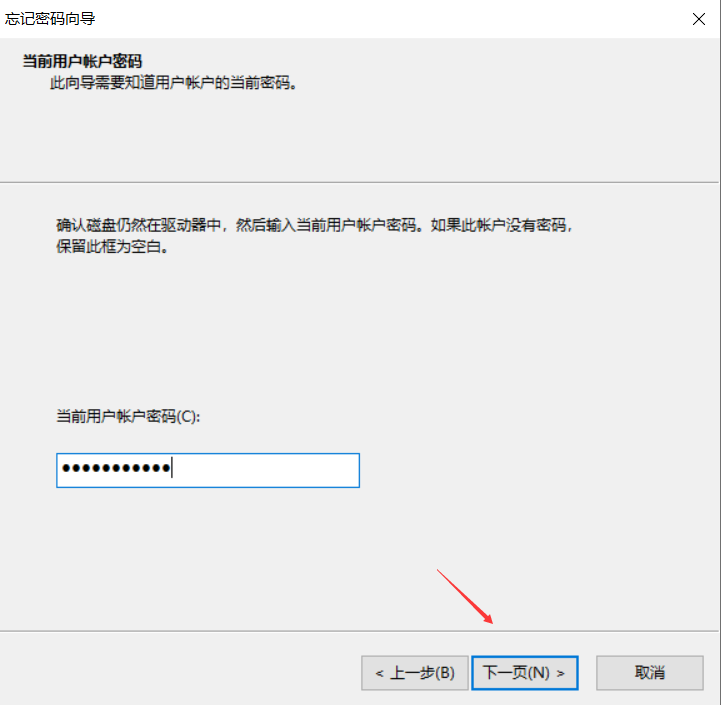 忘记密码向导
当前用户帐户密码
此向导需要知道用户帐户的当前密码。
确认磁盘仍然在驱动器中，然后输入当前用户帐户密码。如果此帐户没有密码，
保留此框为空白。
当前用户帐户密码(C):
●●●●●●●●●●●
< 上一步(B) 下一页(N) > 取消